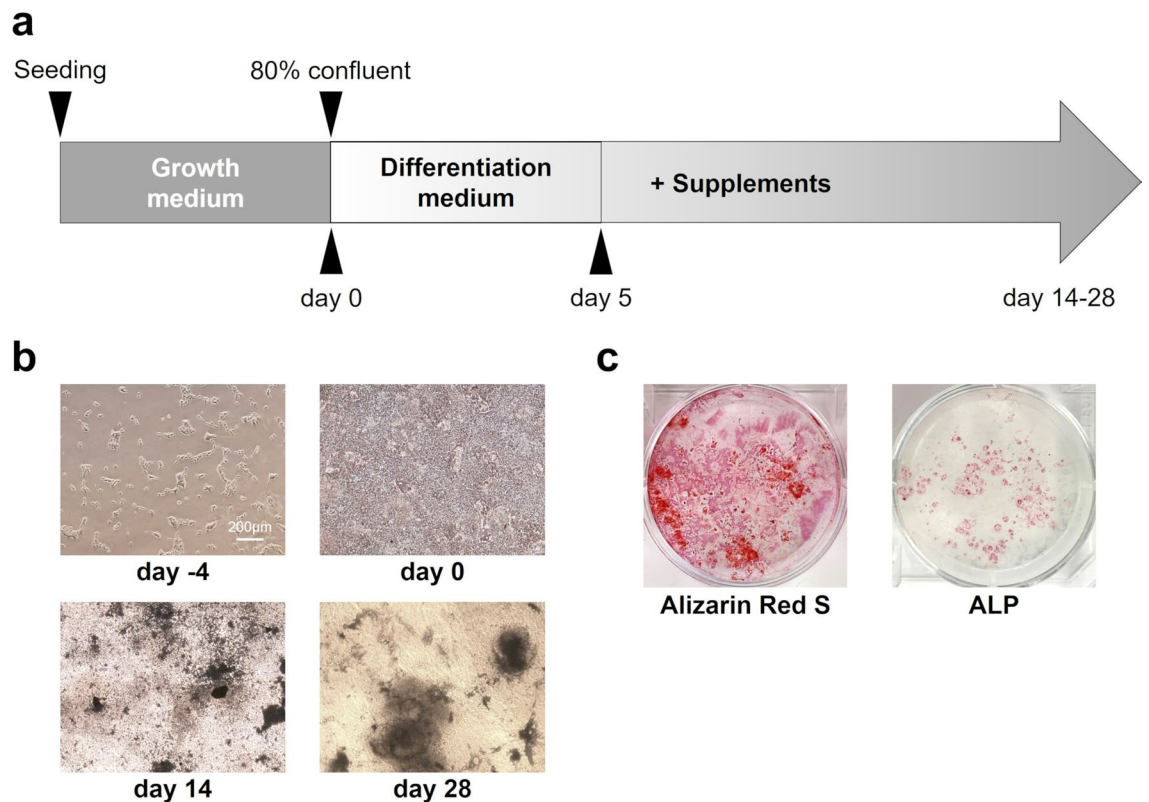 a
Seeding
80% confluent
Growth
medium
Differentiation
medium
+ Supplements
day 0
day 5
day 14-28
b
c
200μm
day -4
day 0
Alizarin Red S
ALP
day 14
day 28